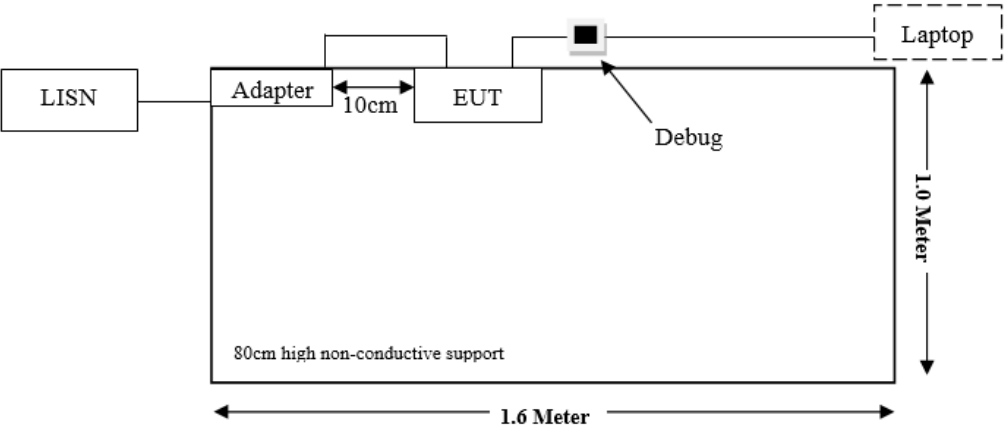 Laptop
LISN
Adapter
10cm
EUT
Debug
1.0 Meter
80cm high non-conductive support
1.6 Meter